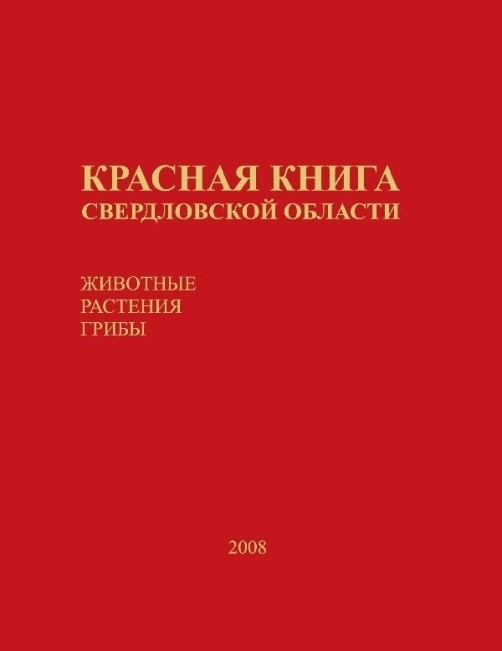 КРАСНАЯ КНИГА
СВЕРДЛОВСКОЙ ОБЛАСТИ
ЖИВОТНЫЕ
РАСТЕНИЯ
ГРИБЫ
2008